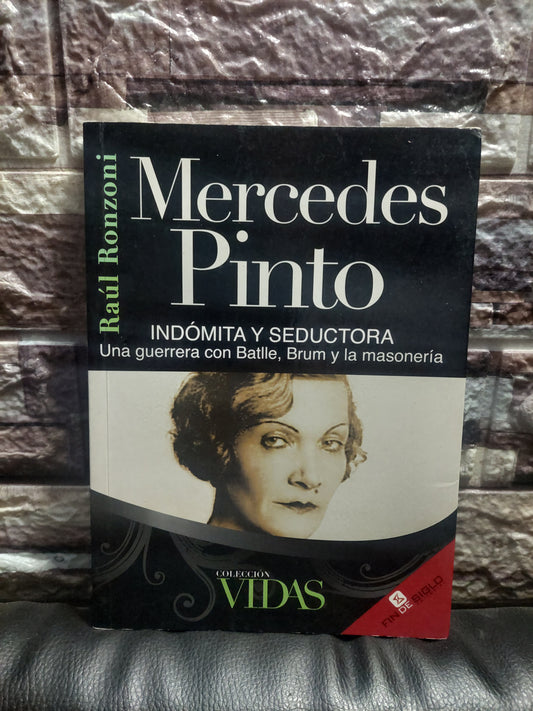 Raúl Ronzoni
Mercedes
Pinto
INDÓMITA Y SEDUCTORA
Una guerrera con Batlle, Brum y la masonería
COLECCIÓN
VIDAS
FIN DE SIGLO